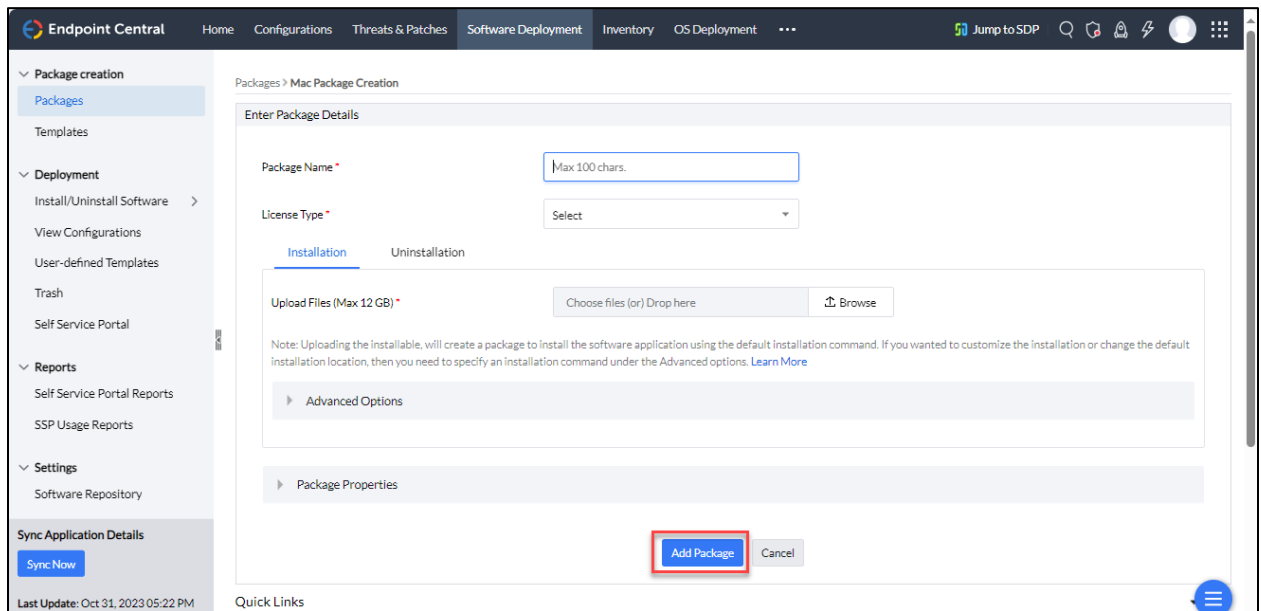 Endpoint Central Home Configurations Threats & Patches Software Deployment Inventory OS Deployment ••• Jump to SDP
Package creation
Packages
Templates
Deployment
Install/Uninstall Software
View Configurations
User-defined Templates
Trash
Self Service Portal
Reports
Self Service Portal Reports
SSP Usage Reports
Settings
Software Repository
Sync Application Details
Sync Now
Last Update: Oct 31, 2023 05:22 PM
Packages > Mac Package Creation
Enter Package Details
Package Name * Max 100 chars.
License Type * Select
Installation Uninstallation
Upload Files (Max 12 GB) * Choose files (or) Drop here Browse
Note: Uploading the installable, will create a package to install the software application using the default installation command. If you wanted to customize the installation or change the default
installation location, then you need to specify an installation command under the Advanced options. Learn More
Advanced Options
Package Properties
Add Package Cancel
Quick Links